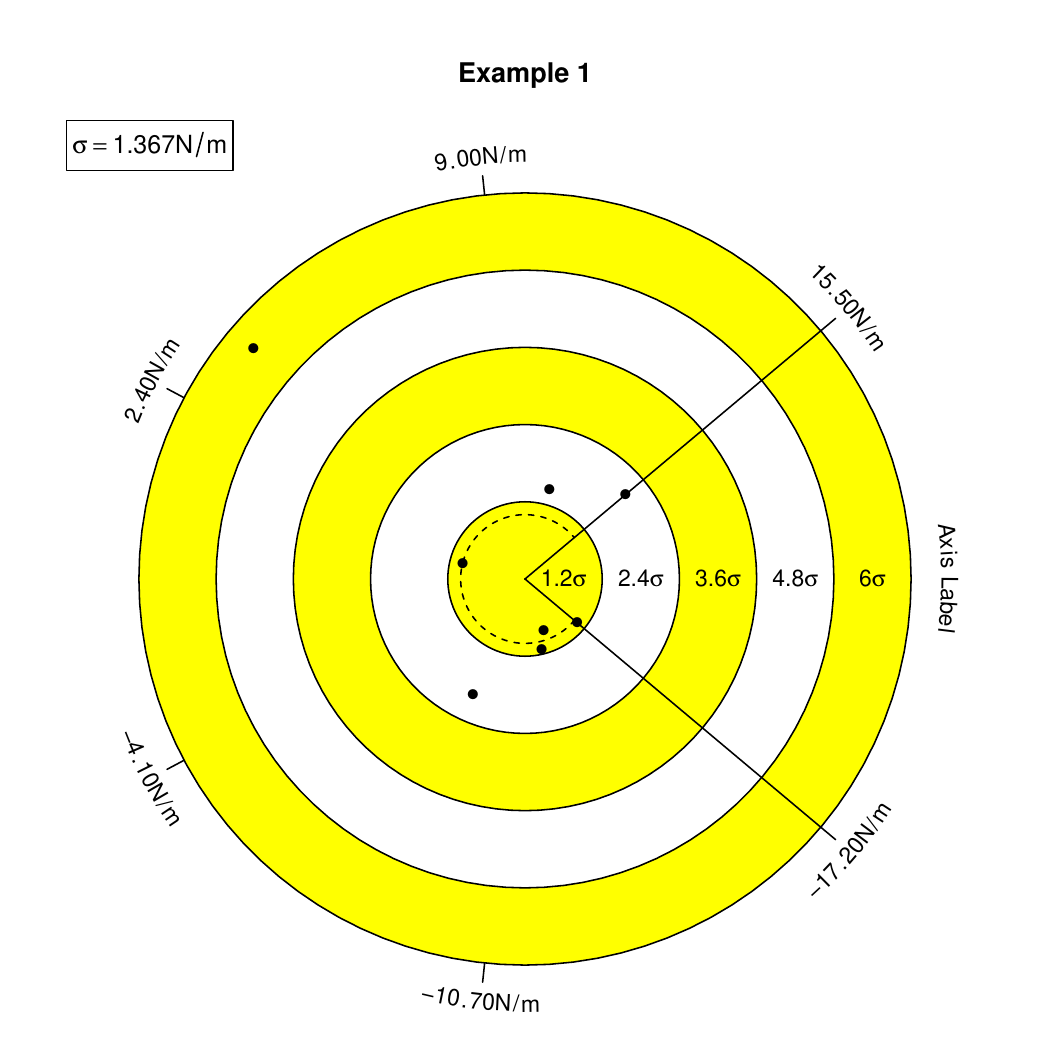 Example 1
σ = 1.367N/m
9.00N/m
15.50N/m
2.40N/m
Axis Label
1.2σ 2.4σ 3.6σ 4.8σ 6σ
−4.10N/m
−17.20N/m
−10.70N/m